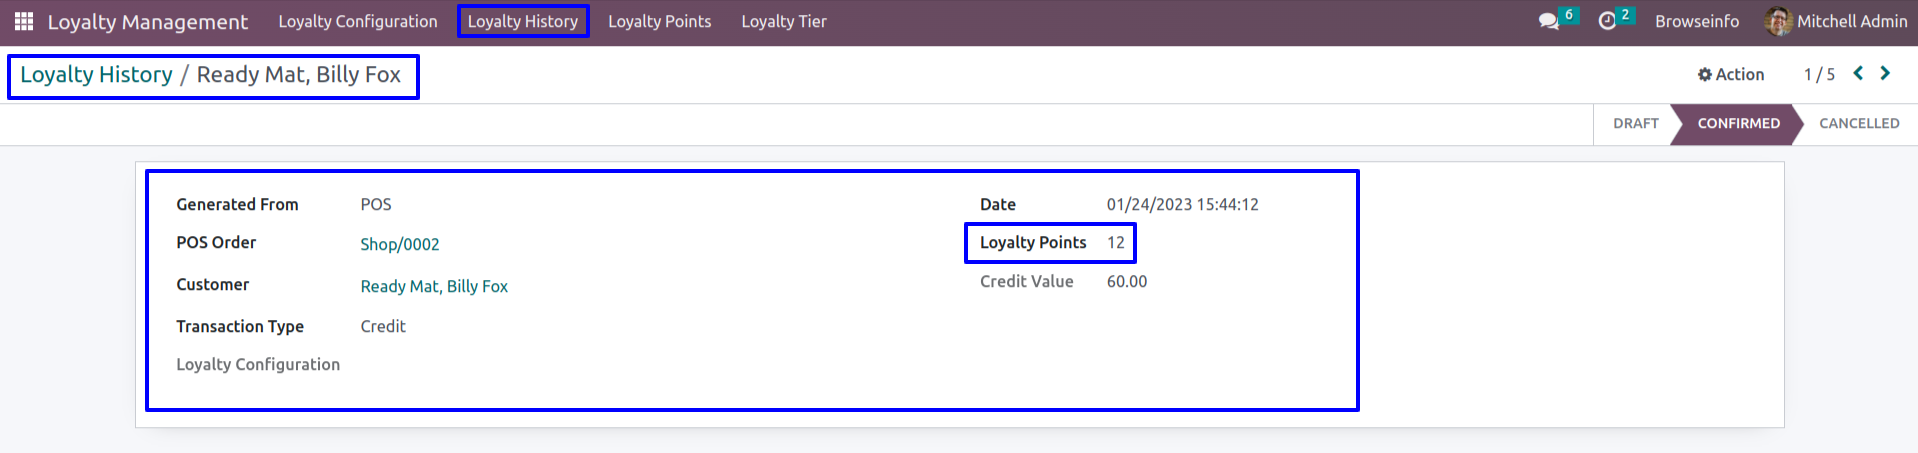 Loyalty Management Loyalty Configuration Loyalty History Loyalty Points Loyalty Tier 6 2 Browseinfo Mitchell Admin
Loyalty History / Ready Mat, Billy Fox Action 1 / 5
DRAFT CONFIRMED CANCELLED
Generated From POS Date 01/24/2023 15:44:12
POS Order Shop/0002 Loyalty Points 12
Customer Ready Mat, Billy Fox Credit Value 60.00
Transaction Type Credit
Loyalty Configuration